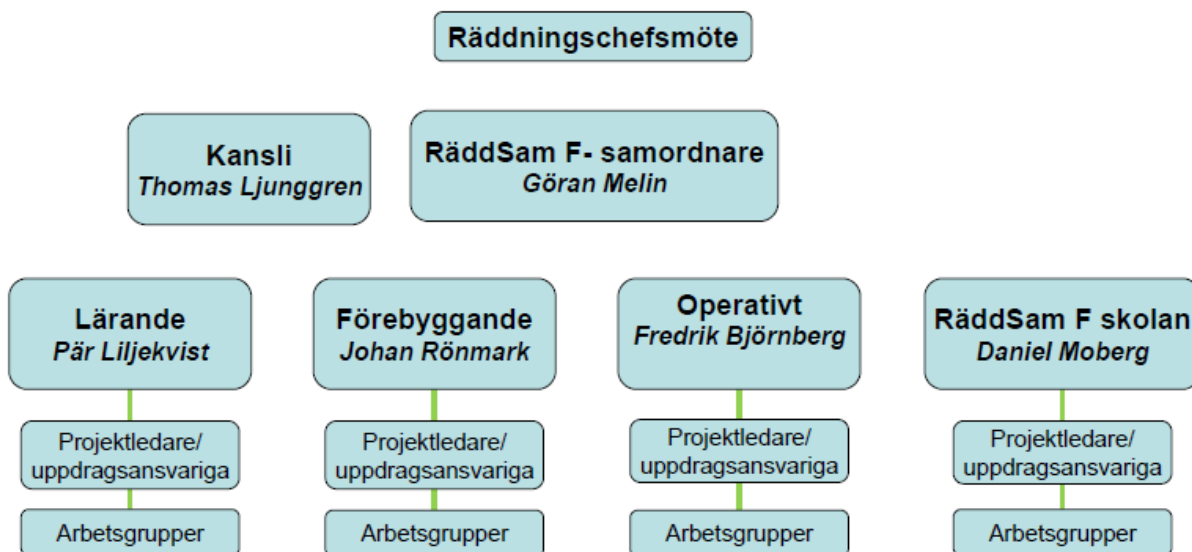 Räddningschefsmöte
Kansli
Thomas Ljunggren
RäddSam F- samordnare
Göran Melin
Lärande
Pär Liljekvist
Förebyggande
Johan Rönmark
Operativt
Fredrik Björnberg
RäddSam F skolan
Daniel Moberg
Projektledare/
uppdragsansvariga
Projektledare/
uppdragsansvariga
Projektledare/
uppdragsansvariga
Projektledare/
uppdragsansvariga
Arbetsgrupper
Arbetsgrupper
Arbetsgrupper
Arbetsgrupper